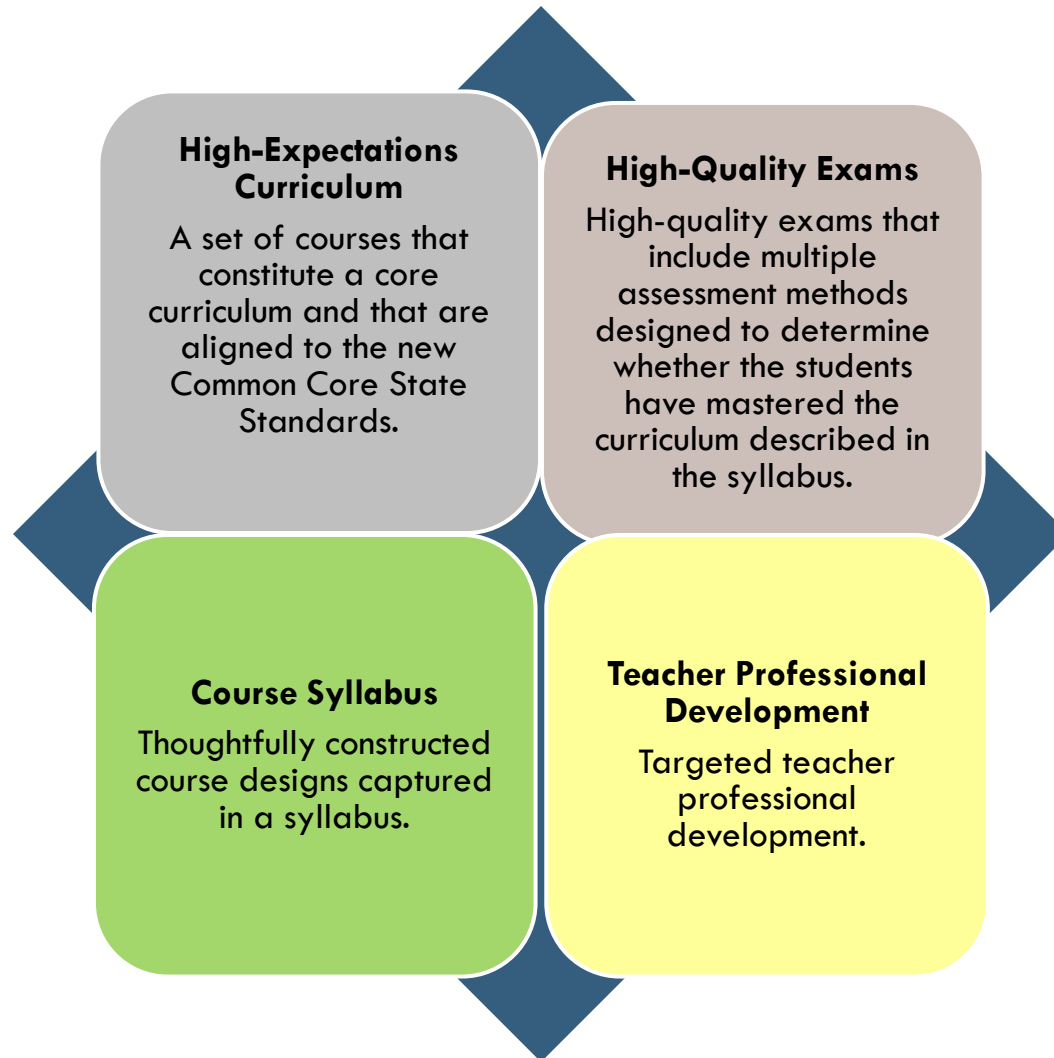 High-Expectations
Curriculum
A set of courses that
constitute a core
curriculum and that are
aligned to the new
Common Core State
Standards.
High-Quality Exams
High-quality exams that
include multiple
assessment methods
designed to determine
whether the students
have mastered the
curriculum described in
the syllabus.
Course Syllabus
Thoughtfully constructed
course designs captured
in a syllabus.
Teacher Professional
Development
Targeted teacher
professional
development.